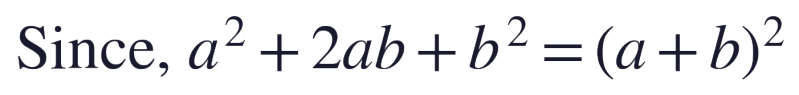 Since, a² + 2ab + b² = (a + b)²